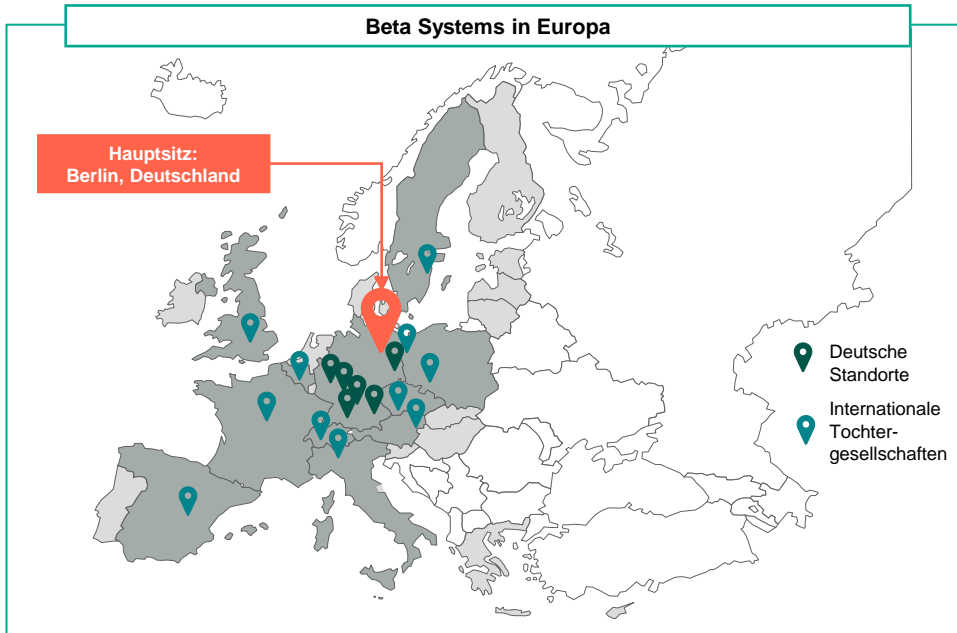 Beta Systems in Europa
Hauptsitz:
Berlin, Deutschland
Deutsche
Standorte
Internationale
Tochter-
gesellschaften